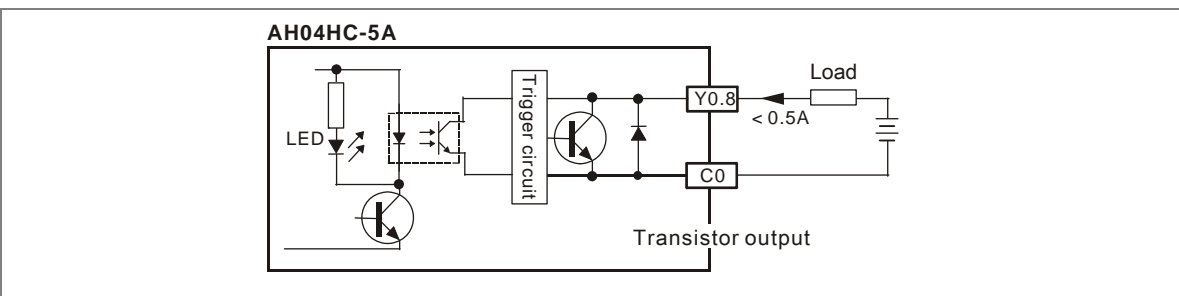 AH04HC-5A
Load
Trigger circuit
Y0.8
< 0.5A
LED
C0
Transistor output